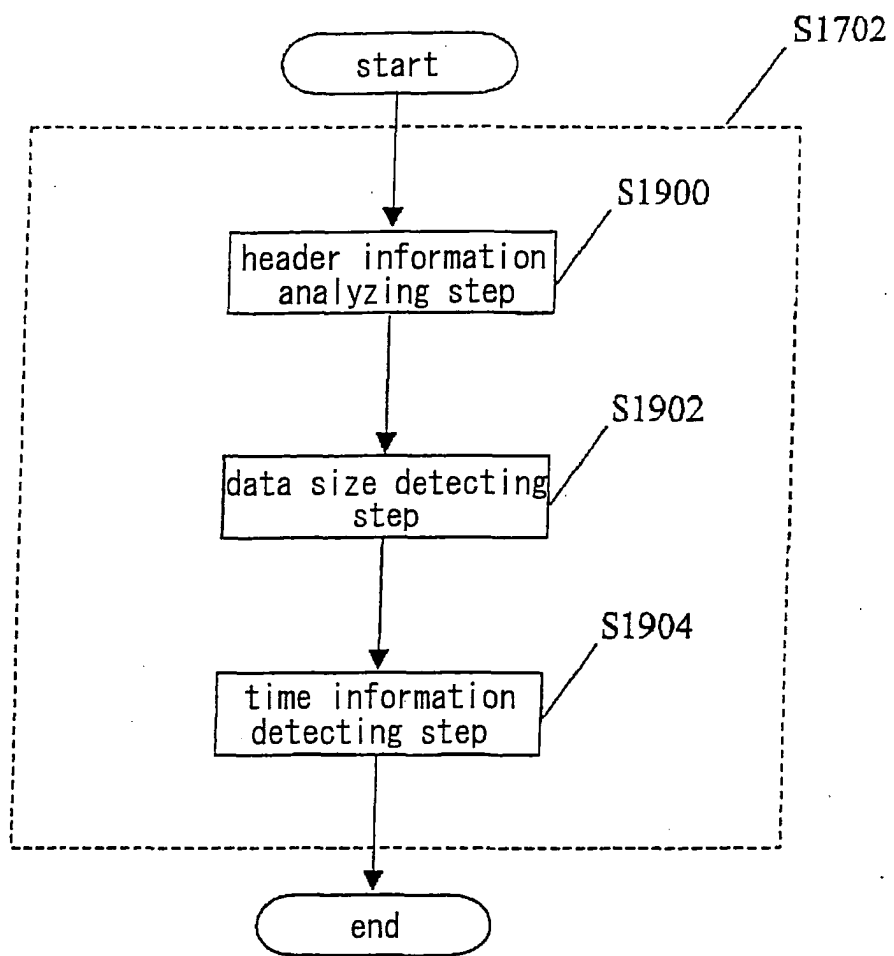 S1702
start
S1900
header information
analyzing step
S1902
data size detecting
step
S1904
time information
detecting step
end